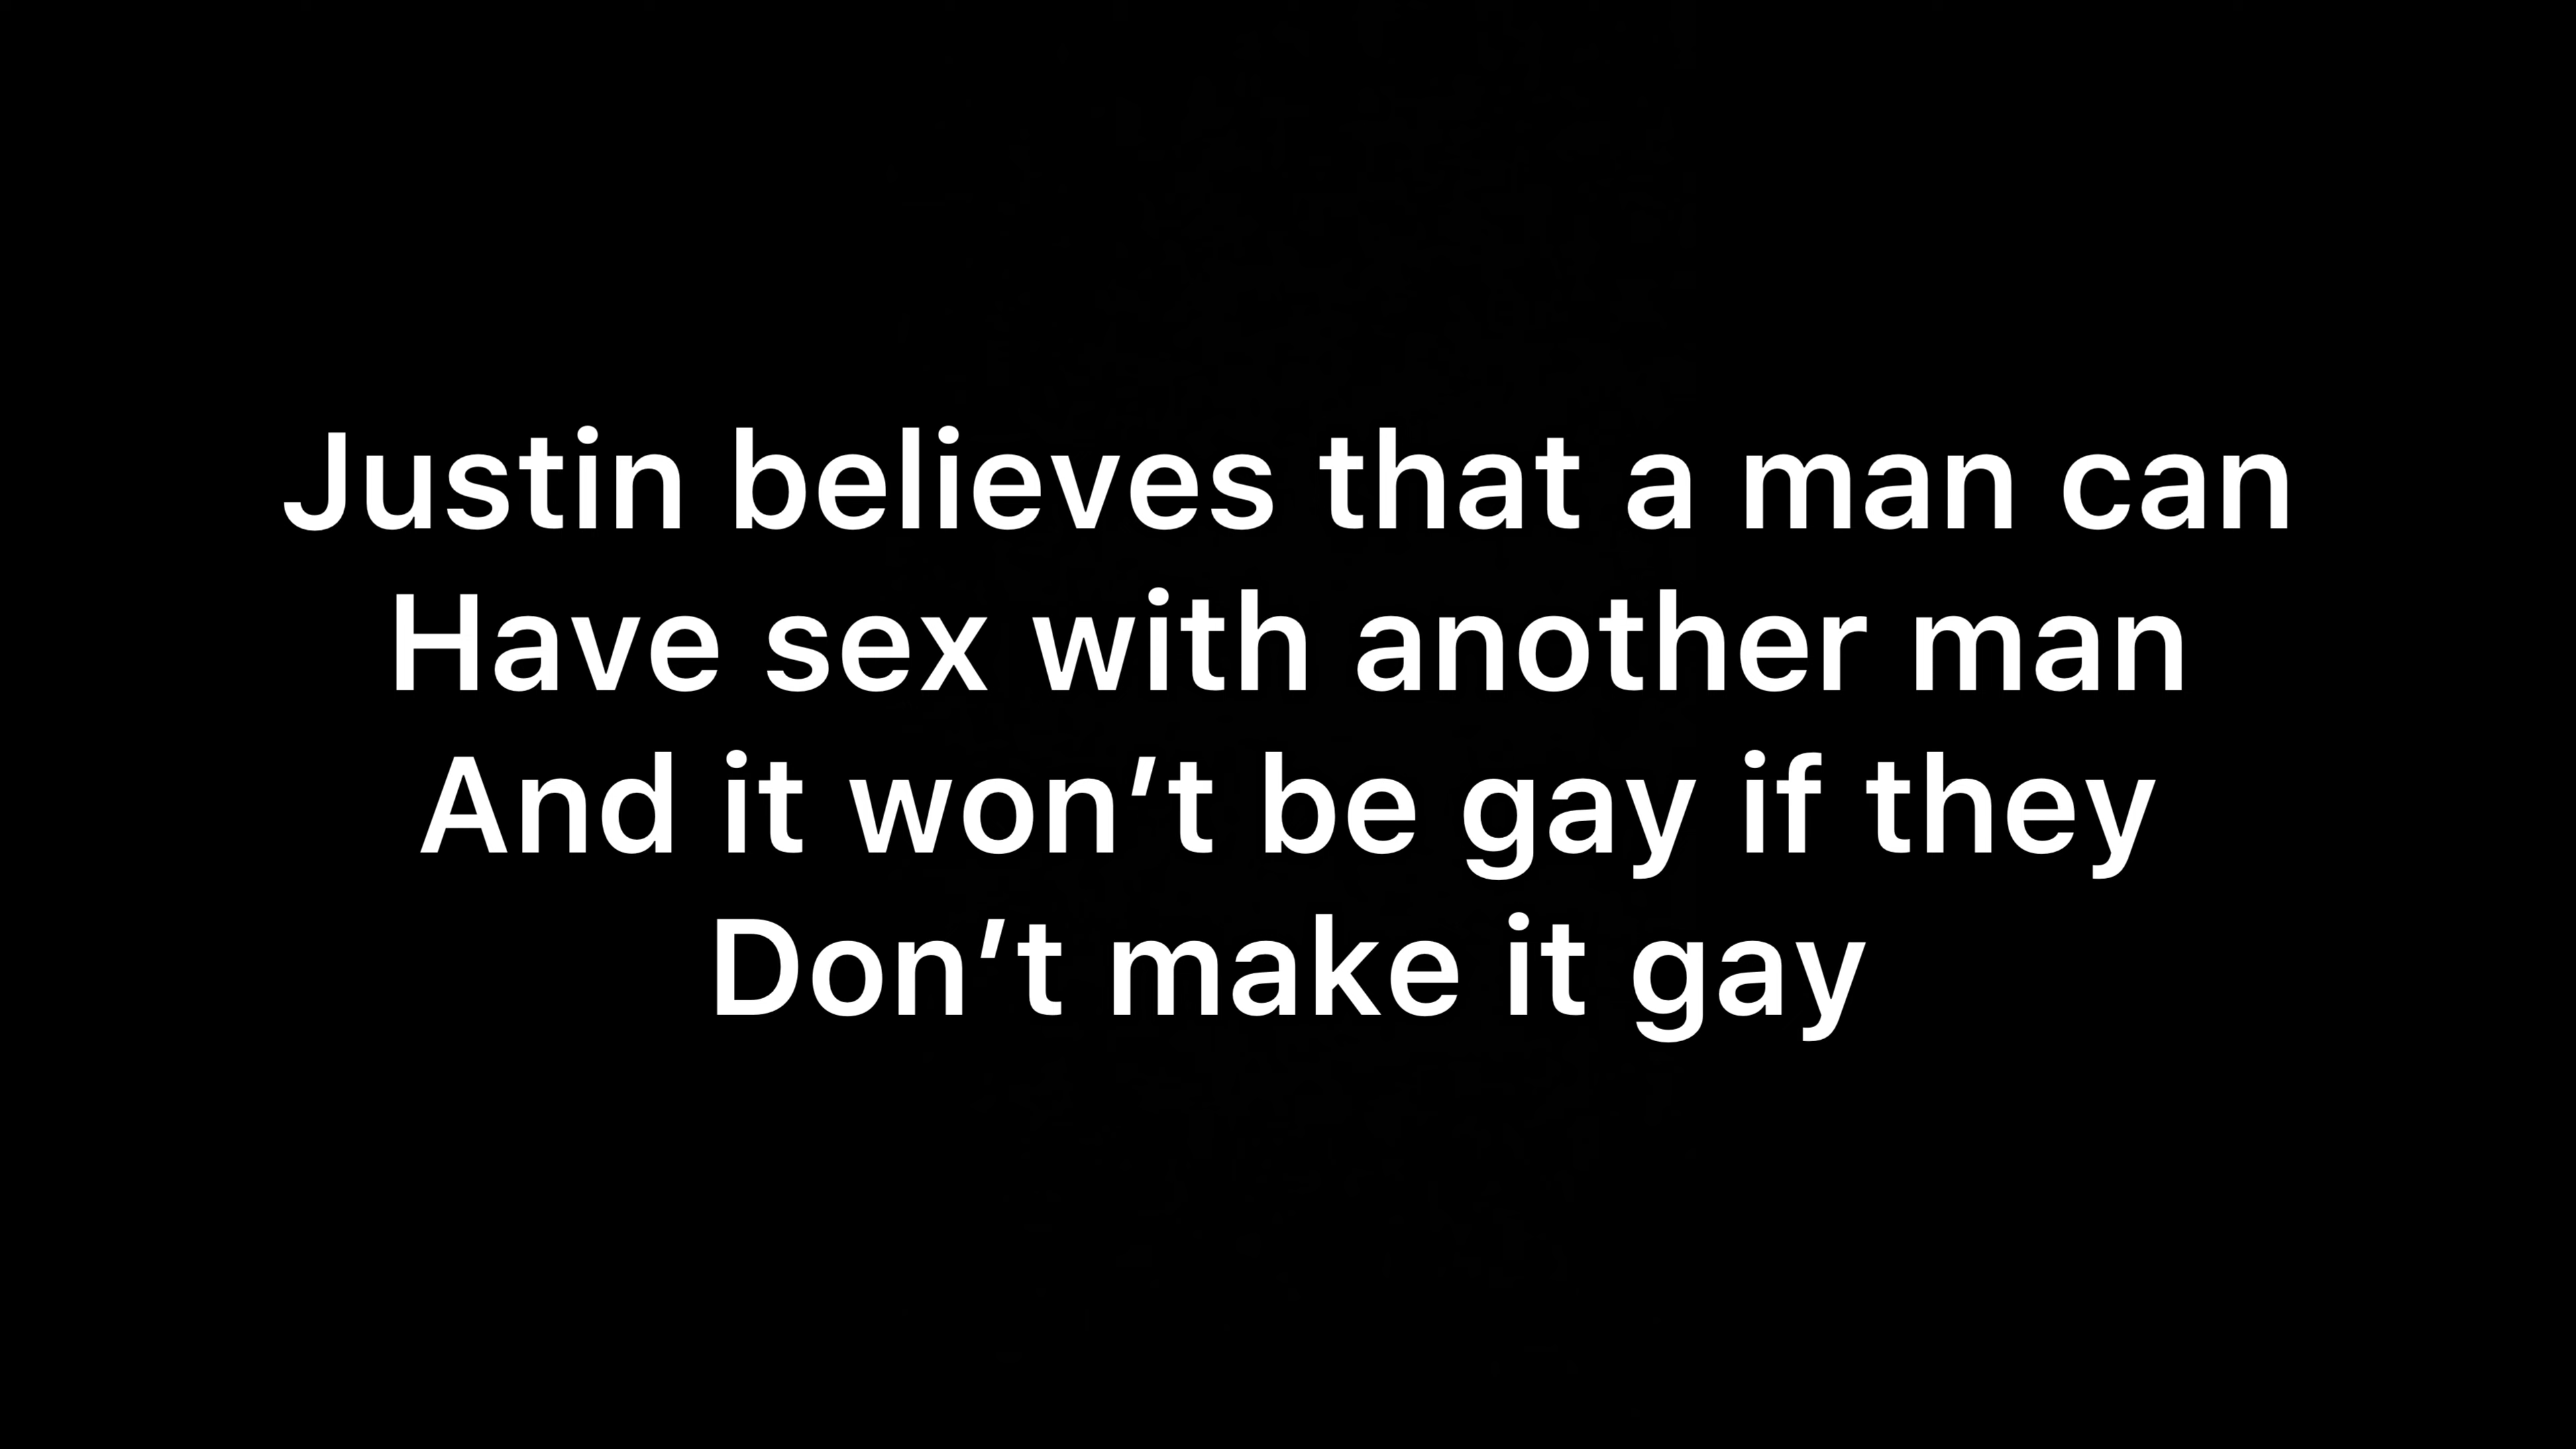 Justin believes that a man can
Have sex with another man
And it won’t be gay if they
Don’t make it gay